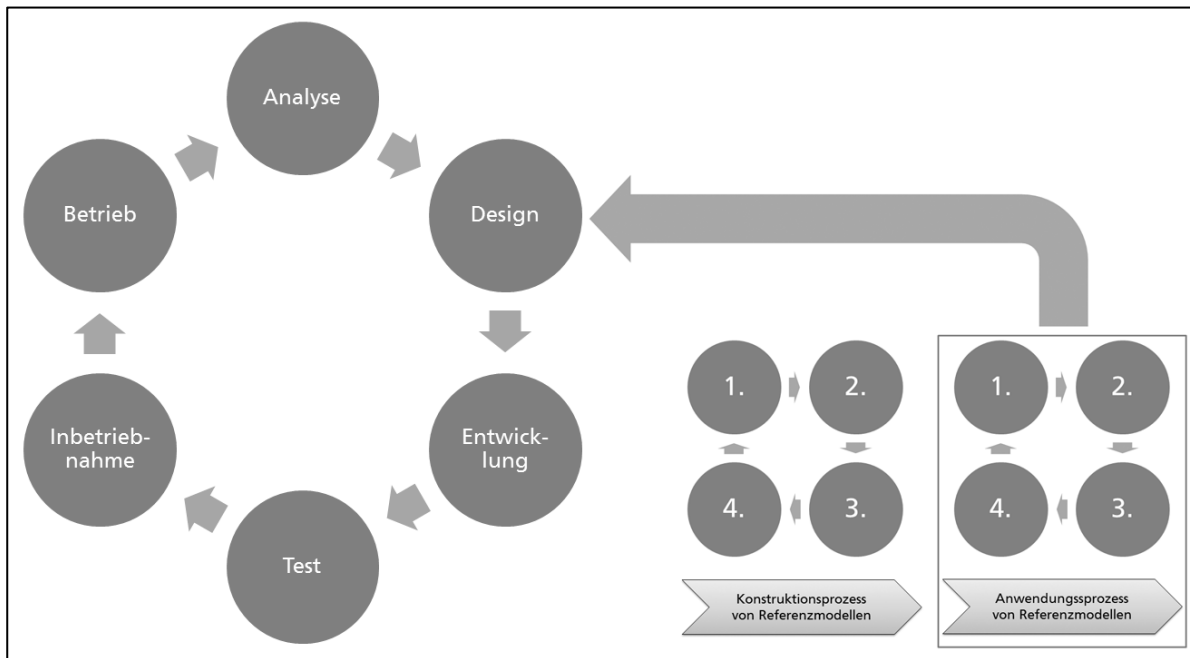 Analyse
Betrieb
Design
Inbetrieb-
nahme
Entwick-
lung
Test
1.
2.
4.
3.
Konstruktionsprozess
von Referenzmodellen
1.
2.
4.
3.
Anwendungssprozess
von Referenzmodellen